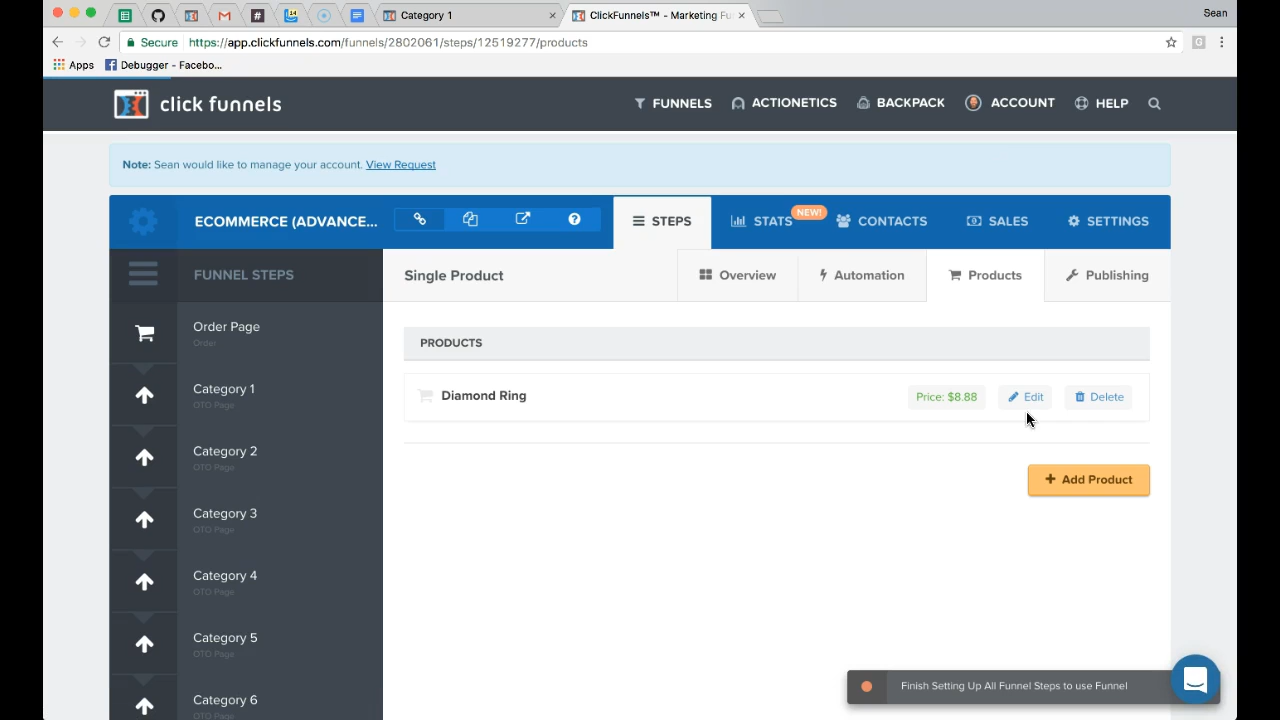 Category 1
ClickFunnels™ - Marketing Fu
Sean
Secure
https://app.clickfunnels.com/funnels/2802061/steps/12519277/products
Apps
Debugger - Facebo...
click funnels
FUNNELS
ACTIONETICS
BACKPACK
ACCOUNT
HELP
Note: Sean would like to manage your account. View Request
ECOMMERCE (ADVANCE...
STEPS
STATS
NEW!
CONTACTS
SALES
SETTINGS
FUNNEL STEPS
Single Product
Overview
Automation
Products
Publishing
Order Page
Order
Category 1
OTO Page
Category 2
OTO Page
Category 3
OTO Page
Category 4
OTO Page
Category 5
OTO Page
Category 6
PRODUCTS
Diamond Ring
Price: $8.88
Edit
Delete
+ Add Product
Finish Setting Up All Funnel Steps to use Funnel